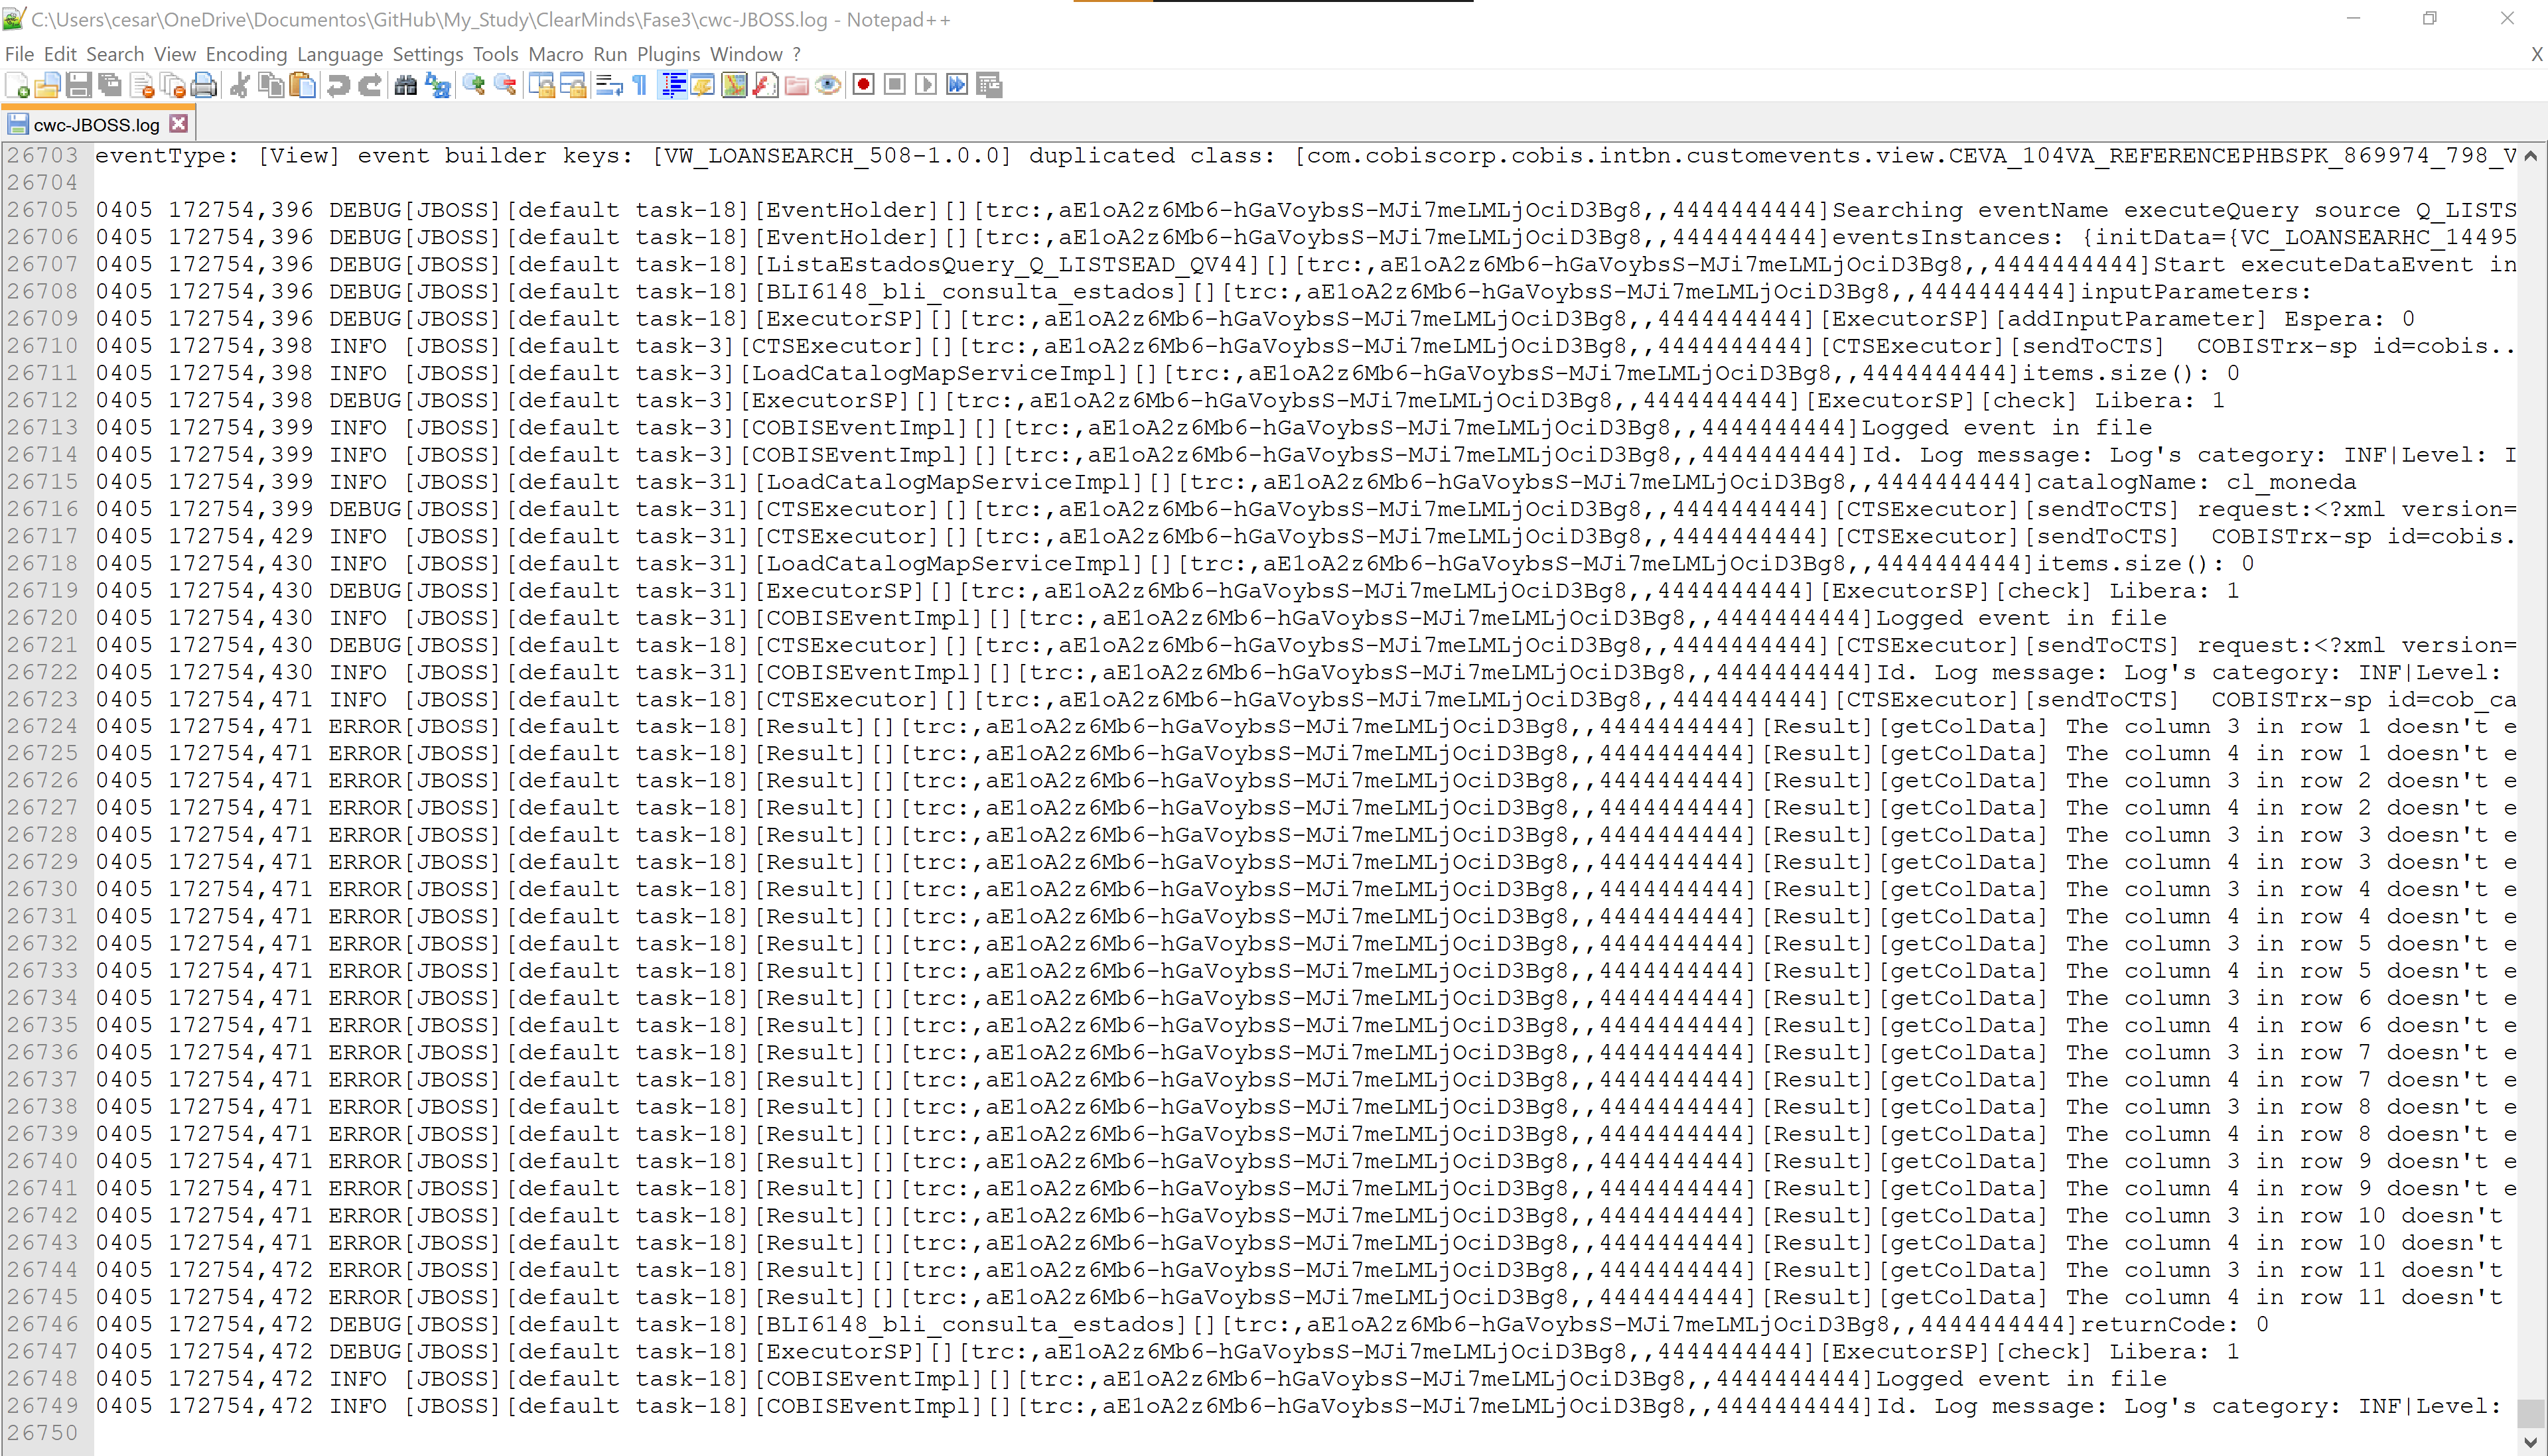 C:\Users\cesar\OneDrive\Documentos\GitHub\My_Study\ClearMinds\Fase3\cwc-JBOSS.log - Notepad++
File Edit Search View Encoding Language Settings Tools Macro Run Plugins Window ? X
cwc-JBOSS.log
26703 eventType: [View] event builder keys: [VW_LOANSEARCH_508-1.0.0] duplicated class: [com.cobiscorp.cobis.intbn.customevents.view.CEVA_104VA_REFERENCEPHBSPK_869974_798_V
26704
26705 0405 172754,396 DEBUG[JBOSS][default task-18][EventHolder][][trc:,aE1oA2z6Mb6-hGaVoybsS-MJi7meLMLjOciD3Bg8,,4444444444]Searching eventName executeQuery source Q_LISTS
26706 0405 172754,396 DEBUG[JBOSS][default task-18][EventHolder][][trc:,aE1oA2z6Mb6-hGaVoybsS-MJi7meLMLjOciD3Bg8,,4444444444]eventsInstances: {initData={VC_LOANSEARHC_14495
26707 0405 172754,396 DEBUG[JBOSS][default task-18][ListaEstadosQuery_Q_LISTSEAD_QV44][][trc:,aE1oA2z6Mb6-hGaVoybsS-MJi7meLMLjOciD3Bg8,,4444444444]Start executeDataEvent in
26708 0405 172754,396 DEBUG[JBOSS][default task-18][BLI6148_bli_consulta_estados][][trc:,aE1oA2z6Mb6-hGaVoybsS-MJi7meLMLjOciD3Bg8,,4444444444]inputParameters:
26709 0405 172754,396 DEBUG[JBOSS][default task-18][ExecutorSP][][trc:,aE1oA2z6Mb6-hGaVoybsS-MJi7meLMLjOciD3Bg8,,4444444444][ExecutorSP][addInputParameter] Espera: 0
26710 0405 172754,398 INFO [JBOSS][default task-3][CTSExecutor][][trc:,aE1oA2z6Mb6-hGaVoybsS-MJi7meLMLjOciD3Bg8,,4444444444][CTSExecutor][sendToCTS]  COBISTrx-sp id=cobis..
26711 0405 172754,398 INFO [JBOSS][default task-3][LoadCatalogMapServiceImpl][][trc:,aE1oA2z6Mb6-hGaVoybsS-MJi7meLMLjOciD3Bg8,,4444444444]items.size(): 0
26712 0405 172754,398 DEBUG[JBOSS][default task-3][ExecutorSP][][trc:,aE1oA2z6Mb6-hGaVoybsS-MJi7meLMLjOciD3Bg8,,4444444444][ExecutorSP][check] Libera: 1
26713 0405 172754,399 INFO [JBOSS][default task-3][COBISEventImpl][][trc:,aE1oA2z6Mb6-hGaVoybsS-MJi7meLMLjOciD3Bg8,,4444444444]Logged event in file
26714 0405 172754,399 INFO [JBOSS][default task-3][COBISEventImpl][][trc:,aE1oA2z6Mb6-hGaVoybsS-MJi7meLMLjOciD3Bg8,,4444444444]Id. Log message: Log's category: INF|Level: I
26715 0405 172754,399 INFO [JBOSS][default task-31][LoadCatalogMapServiceImpl][][trc:,aE1oA2z6Mb6-hGaVoybsS-MJi7meLMLjOciD3Bg8,,4444444444]catalogName: cl_moneda
26716 0405 172754,399 DEBUG[JBOSS][default task-31][CTSExecutor][][trc:,aE1oA2z6Mb6-hGaVoybsS-MJi7meLMLjOciD3Bg8,,4444444444][CTSExecutor][sendToCTS] request:<?xml version=
26717 0405 172754,429 INFO [JBOSS][default task-31][CTSExecutor][][trc:,aE1oA2z6Mb6-hGaVoybsS-MJi7meLMLjOciD3Bg8,,4444444444][CTSExecutor][sendToCTS]  COBISTrx-sp id=cobis.
26718 0405 172754,430 INFO [JBOSS][default task-31][LoadCatalogMapServiceImpl][][trc:,aE1oA2z6Mb6-hGaVoybsS-MJi7meLMLjOciD3Bg8,,4444444444]items.size(): 0
26719 0405 172754,430 DEBUG[JBOSS][default task-31][ExecutorSP][][trc:,aE1oA2z6Mb6-hGaVoybsS-MJi7meLMLjOciD3Bg8,,4444444444][ExecutorSP][check] Libera: 1
26720 0405 172754,430 INFO [JBOSS][default task-31][COBISEventImpl][][trc:,aE1oA2z6Mb6-hGaVoybsS-MJi7meLMLjOciD3Bg8,,4444444444]Logged event in file
26721 0405 172754,430 DEBUG[JBOSS][default task-18][CTSExecutor][][trc:,aE1oA2z6Mb6-hGaVoybsS-MJi7meLMLjOciD3Bg8,,4444444444][CTSExecutor][sendToCTS] request:<?xml version=
26722 0405 172754,430 INFO [JBOSS][default task-31][COBISEventImpl][][trc:,aE1oA2z6Mb6-hGaVoybsS-MJi7meLMLjOciD3Bg8,,4444444444]Id. Log message: Log's category: INF|Level:
26723 0405 172754,471 INFO [JBOSS][default task-18][CTSExecutor][][trc:,aE1oA2z6Mb6-hGaVoybsS-MJi7meLMLjOciD3Bg8,,4444444444][CTSExecutor][sendToCTS]  COBISTrx-sp id=cob_ca
26724 0405 172754,471 ERROR[JBOSS][default task-18][Result][][trc:,aE1oA2z6Mb6-hGaVoybsS-MJi7meLMLjOciD3Bg8,,4444444444][Result][getColData] The column 3 in row 1 doesn't e
26725 0405 172754,471 ERROR[JBOSS][default task-18][Result][][trc:,aE1oA2z6Mb6-hGaVoybsS-MJi7meLMLjOciD3Bg8,,4444444444][Result][getColData] The column 4 in row 1 doesn't e
26726 0405 172754,471 ERROR[JBOSS][default task-18][Result][][trc:,aE1oA2z6Mb6-hGaVoybsS-MJi7meLMLjOciD3Bg8,,4444444444][Result][getColData] The column 3 in row 2 doesn't e
26727 0405 172754,471 ERROR[JBOSS][default task-18][Result][][trc:,aE1oA2z6Mb6-hGaVoybsS-MJi7meLMLjOciD3Bg8,,4444444444][Result][getColData] The column 4 in row 2 doesn't e
26728 0405 172754,471 ERROR[JBOSS][default task-18][Result][][trc:,aE1oA2z6Mb6-hGaVoybsS-MJi7meLMLjOciD3Bg8,,4444444444][Result][getColData] The column 3 in row 3 doesn't e
26729 0405 172754,471 ERROR[JBOSS][default task-18][Result][][trc:,aE1oA2z6Mb6-hGaVoybsS-MJi7meLMLjOciD3Bg8,,4444444444][Result][getColData] The column 4 in row 3 doesn't e
26730 0405 172754,471 ERROR[JBOSS][default task-18][Result][][trc:,aE1oA2z6Mb6-hGaVoybsS-MJi7meLMLjOciD3Bg8,,4444444444][Result][getColData] The column 3 in row 4 doesn't e
26731 0405 172754,471 ERROR[JBOSS][default task-18][Result][][trc:,aE1oA2z6Mb6-hGaVoybsS-MJi7meLMLjOciD3Bg8,,4444444444][Result][getColData] The column 4 in row 4 doesn't e
26732 0405 172754,471 ERROR[JBOSS][default task-18][Result][][trc:,aE1oA2z6Mb6-hGaVoybsS-MJi7meLMLjOciD3Bg8,,4444444444][Result][getColData] The column 3 in row 5 doesn't e
26733 0405 172754,471 ERROR[JBOSS][default task-18][Result][][trc:,aE1oA2z6Mb6-hGaVoybsS-MJi7meLMLjOciD3Bg8,,4444444444][Result][getColData] The column 4 in row 5 doesn't e
26734 0405 172754,471 ERROR[JBOSS][default task-18][Result][][trc:,aE1oA2z6Mb6-hGaVoybsS-MJi7meLMLjOciD3Bg8,,4444444444][Result][getColData] The column 3 in row 6 doesn't e
26735 0405 172754,471 ERROR[JBOSS][default task-18][Result][][trc:,aE1oA2z6Mb6-hGaVoybsS-MJi7meLMLjOciD3Bg8,,4444444444][Result][getColData] The column 4 in row 6 doesn't e
26736 0405 172754,471 ERROR[JBOSS][default task-18][Result][][trc:,aE1oA2z6Mb6-hGaVoybsS-MJi7meLMLjOciD3Bg8,,4444444444][Result][getColData] The column 3 in row 7 doesn't e
26737 0405 172754,471 ERROR[JBOSS][default task-18][Result][][trc:,aE1oA2z6Mb6-hGaVoybsS-MJi7meLMLjOciD3Bg8,,4444444444][Result][getColData] The column 4 in row 7 doesn't e
26738 0405 172754,471 ERROR[JBOSS][default task-18][Result][][trc:,aE1oA2z6Mb6-hGaVoybsS-MJi7meLMLjOciD3Bg8,,4444444444][Result][getColData] The column 3 in row 8 doesn't e
26739 0405 172754,471 ERROR[JBOSS][default task-18][Result][][trc:,aE1oA2z6Mb6-hGaVoybsS-MJi7meLMLjOciD3Bg8,,4444444444][Result][getColData] The column 4 in row 8 doesn't e
26740 0405 172754,471 ERROR[JBOSS][default task-18][Result][][trc:,aE1oA2z6Mb6-hGaVoybsS-MJi7meLMLjOciD3Bg8,,4444444444][Result][getColData] The column 3 in row 9 doesn't e
26741 0405 172754,471 ERROR[JBOSS][default task-18][Result][][trc:,aE1oA2z6Mb6-hGaVoybsS-MJi7meLMLjOciD3Bg8,,4444444444][Result][getColData] The column 4 in row 9 doesn't e
26742 0405 172754,471 ERROR[JBOSS][default task-18][Result][][trc:,aE1oA2z6Mb6-hGaVoybsS-MJi7meLMLjOciD3Bg8,,4444444444][Result][getColData] The column 3 in row 10 doesn't
26743 0405 172754,471 ERROR[JBOSS][default task-18][Result][][trc:,aE1oA2z6Mb6-hGaVoybsS-MJi7meLMLjOciD3Bg8,,4444444444][Result][getColData] The column 4 in row 10 doesn't
26744 0405 172754,472 ERROR[JBOSS][default task-18][Result][][trc:,aE1oA2z6Mb6-hGaVoybsS-MJi7meLMLjOciD3Bg8,,4444444444][Result][getColData] The column 3 in row 11 doesn't
26745 0405 172754,472 ERROR[JBOSS][default task-18][Result][][trc:,aE1oA2z6Mb6-hGaVoybsS-MJi7meLMLjOciD3Bg8,,4444444444][Result][getColData] The column 4 in row 11 doesn't
26746 0405 172754,472 DEBUG[JBOSS][default task-18][BLI6148_bli_consulta_estados][][trc:,aE1oA2z6Mb6-hGaVoybsS-MJi7meLMLjOciD3Bg8,,4444444444]returnCode: 0
26747 0405 172754,472 DEBUG[JBOSS][default task-18][ExecutorSP][][trc:,aE1oA2z6Mb6-hGaVoybsS-MJi7meLMLjOciD3Bg8,,4444444444][ExecutorSP][check] Libera: 1
26748 0405 172754,472 INFO [JBOSS][default task-18][COBISEventImpl][][trc:,aE1oA2z6Mb6-hGaVoybsS-MJi7meLMLjOciD3Bg8,,4444444444]Logged event in file
26749 0405 172754,472 INFO [JBOSS][default task-18][COBISEventImpl][][trc:,aE1oA2z6Mb6-hGaVoybsS-MJi7meLMLjOciD3Bg8,,4444444444]Id. Log message: Log's category: INF|Level:
26750